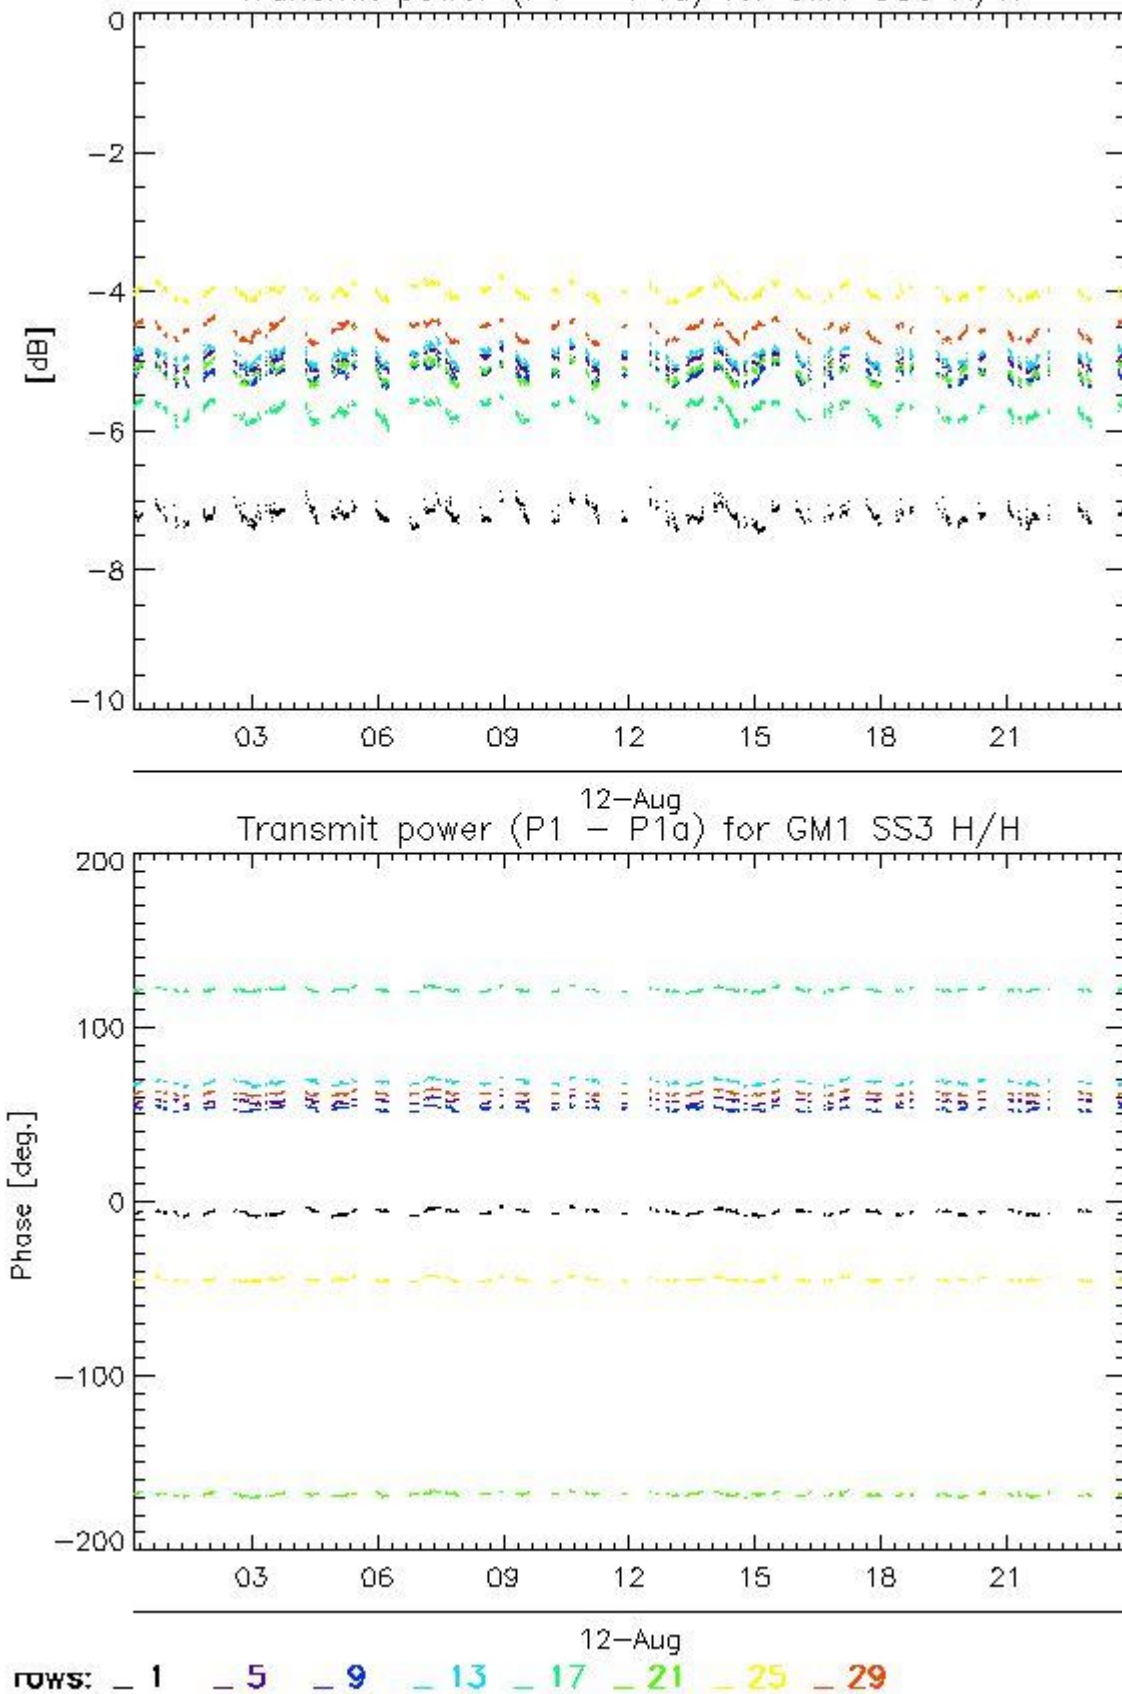 0
-2
-4
[dB]
-6
-8
-10
03 06 09 12 15 18 21
12-Aug
Transmit power (P1 - P1a) for GM1 SS3 H/H
200
100
0
Phase [deg.]
-100
-200
03 06 09 12 15 18 21
12-Aug
rows: _ 1 _ 5 _ 9 _ 13 _ 17 _ 21 _ 25 _ 29